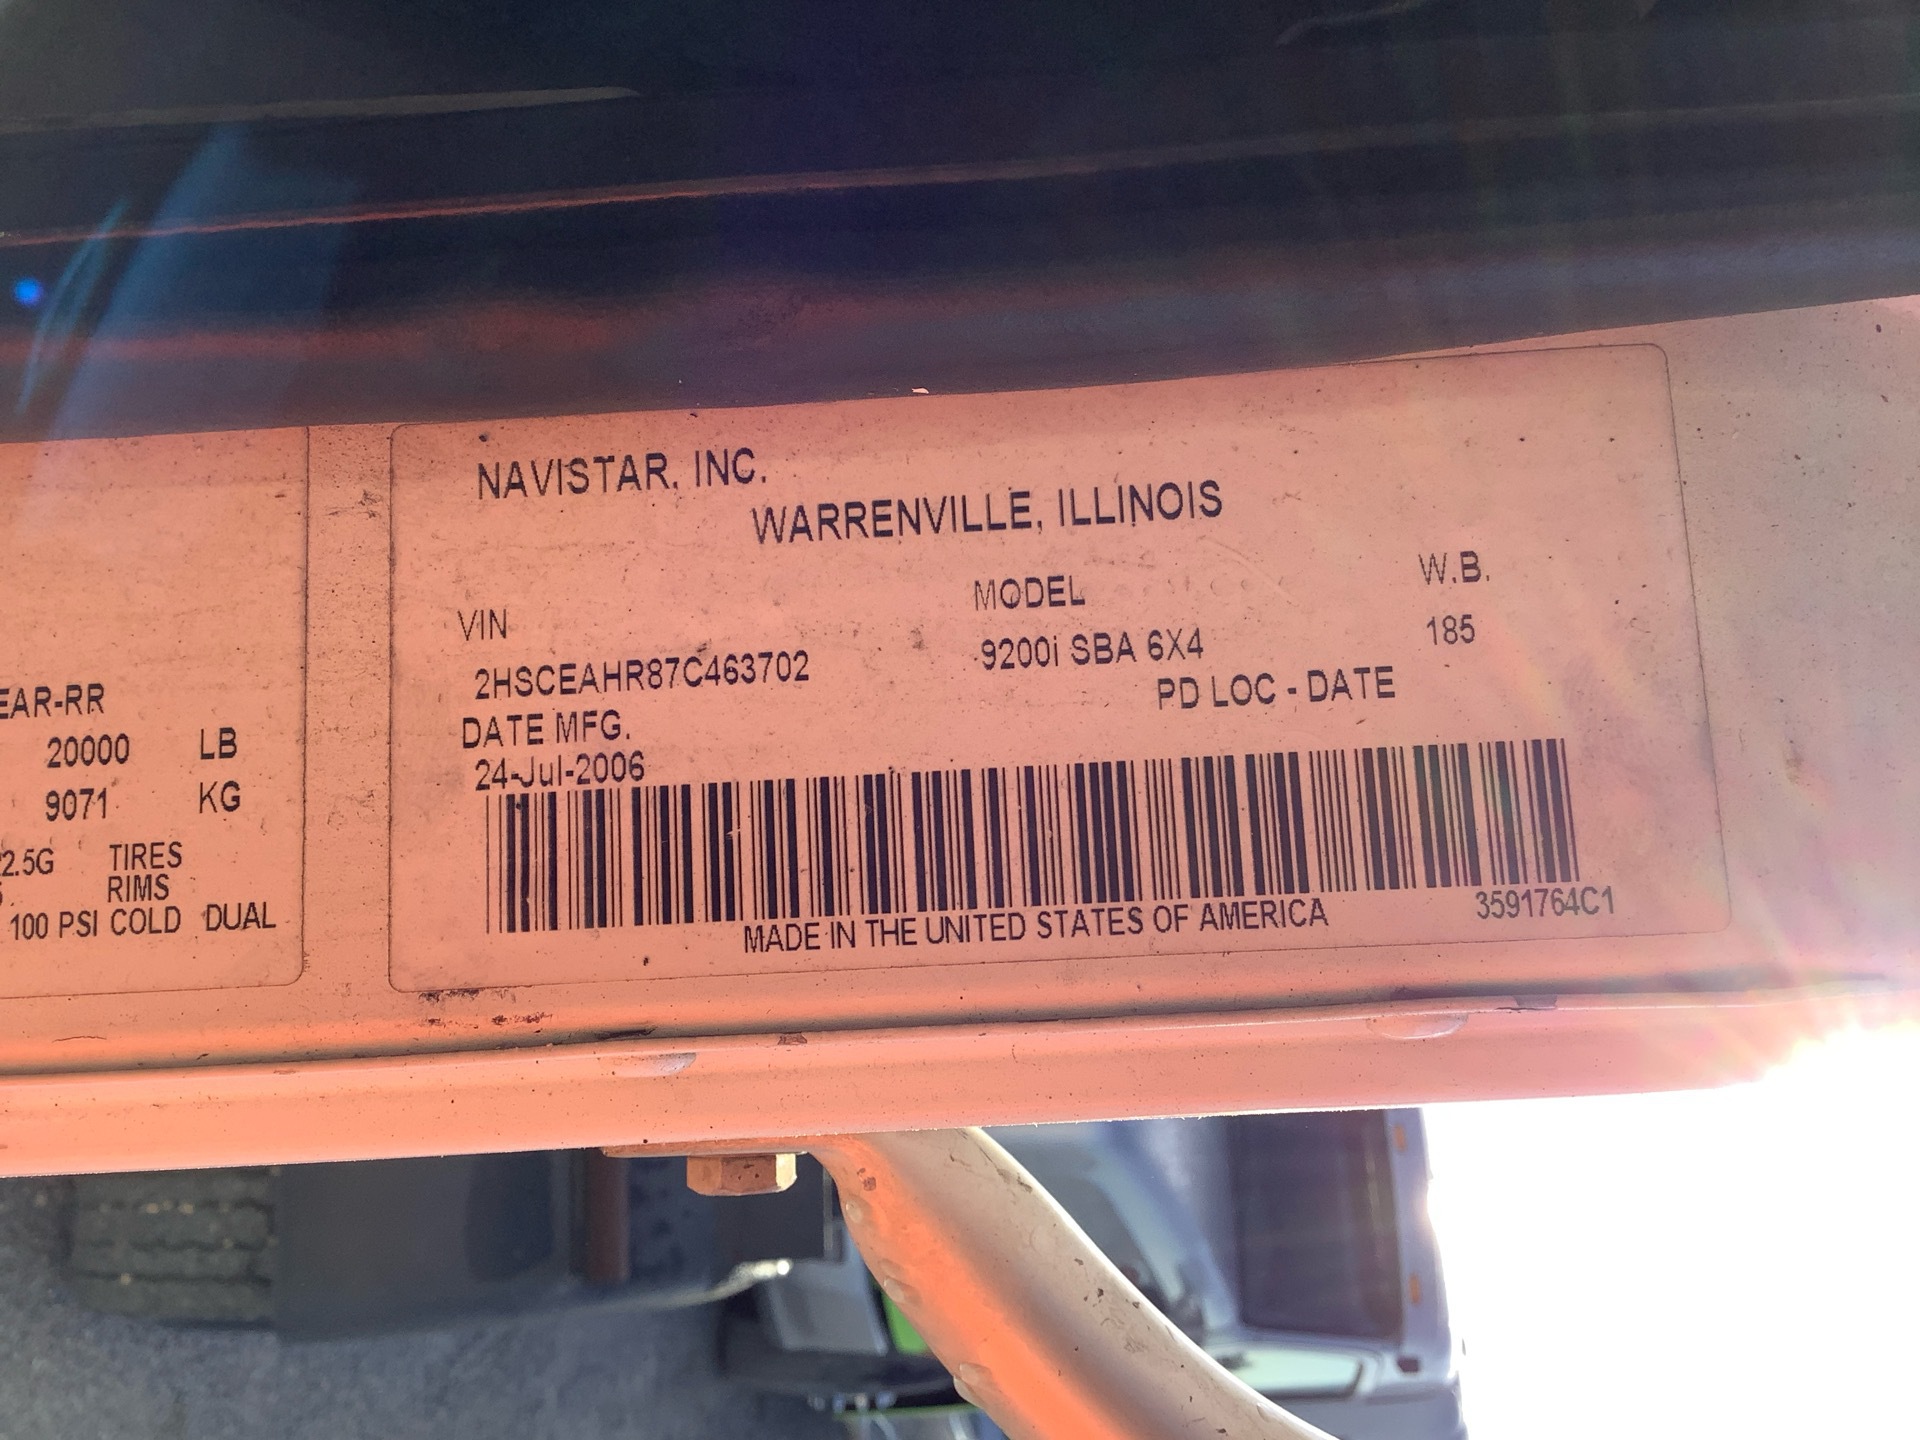 EAR-RR
20000 LB
9071 KG
2.5G TIRES
RIMS
100 PSI COLD DUAL
NAVISTAR, INC.
WARRENVILLE, ILLINOIS
VIN MODEL W.B.
2HSCEAHR87C463702 9200i SBA 6X4 185
DATE MFG. PD LOC - DATE
24-Jul-2006
MADE IN THE UNITED STATES OF AMERICA 3591764C1